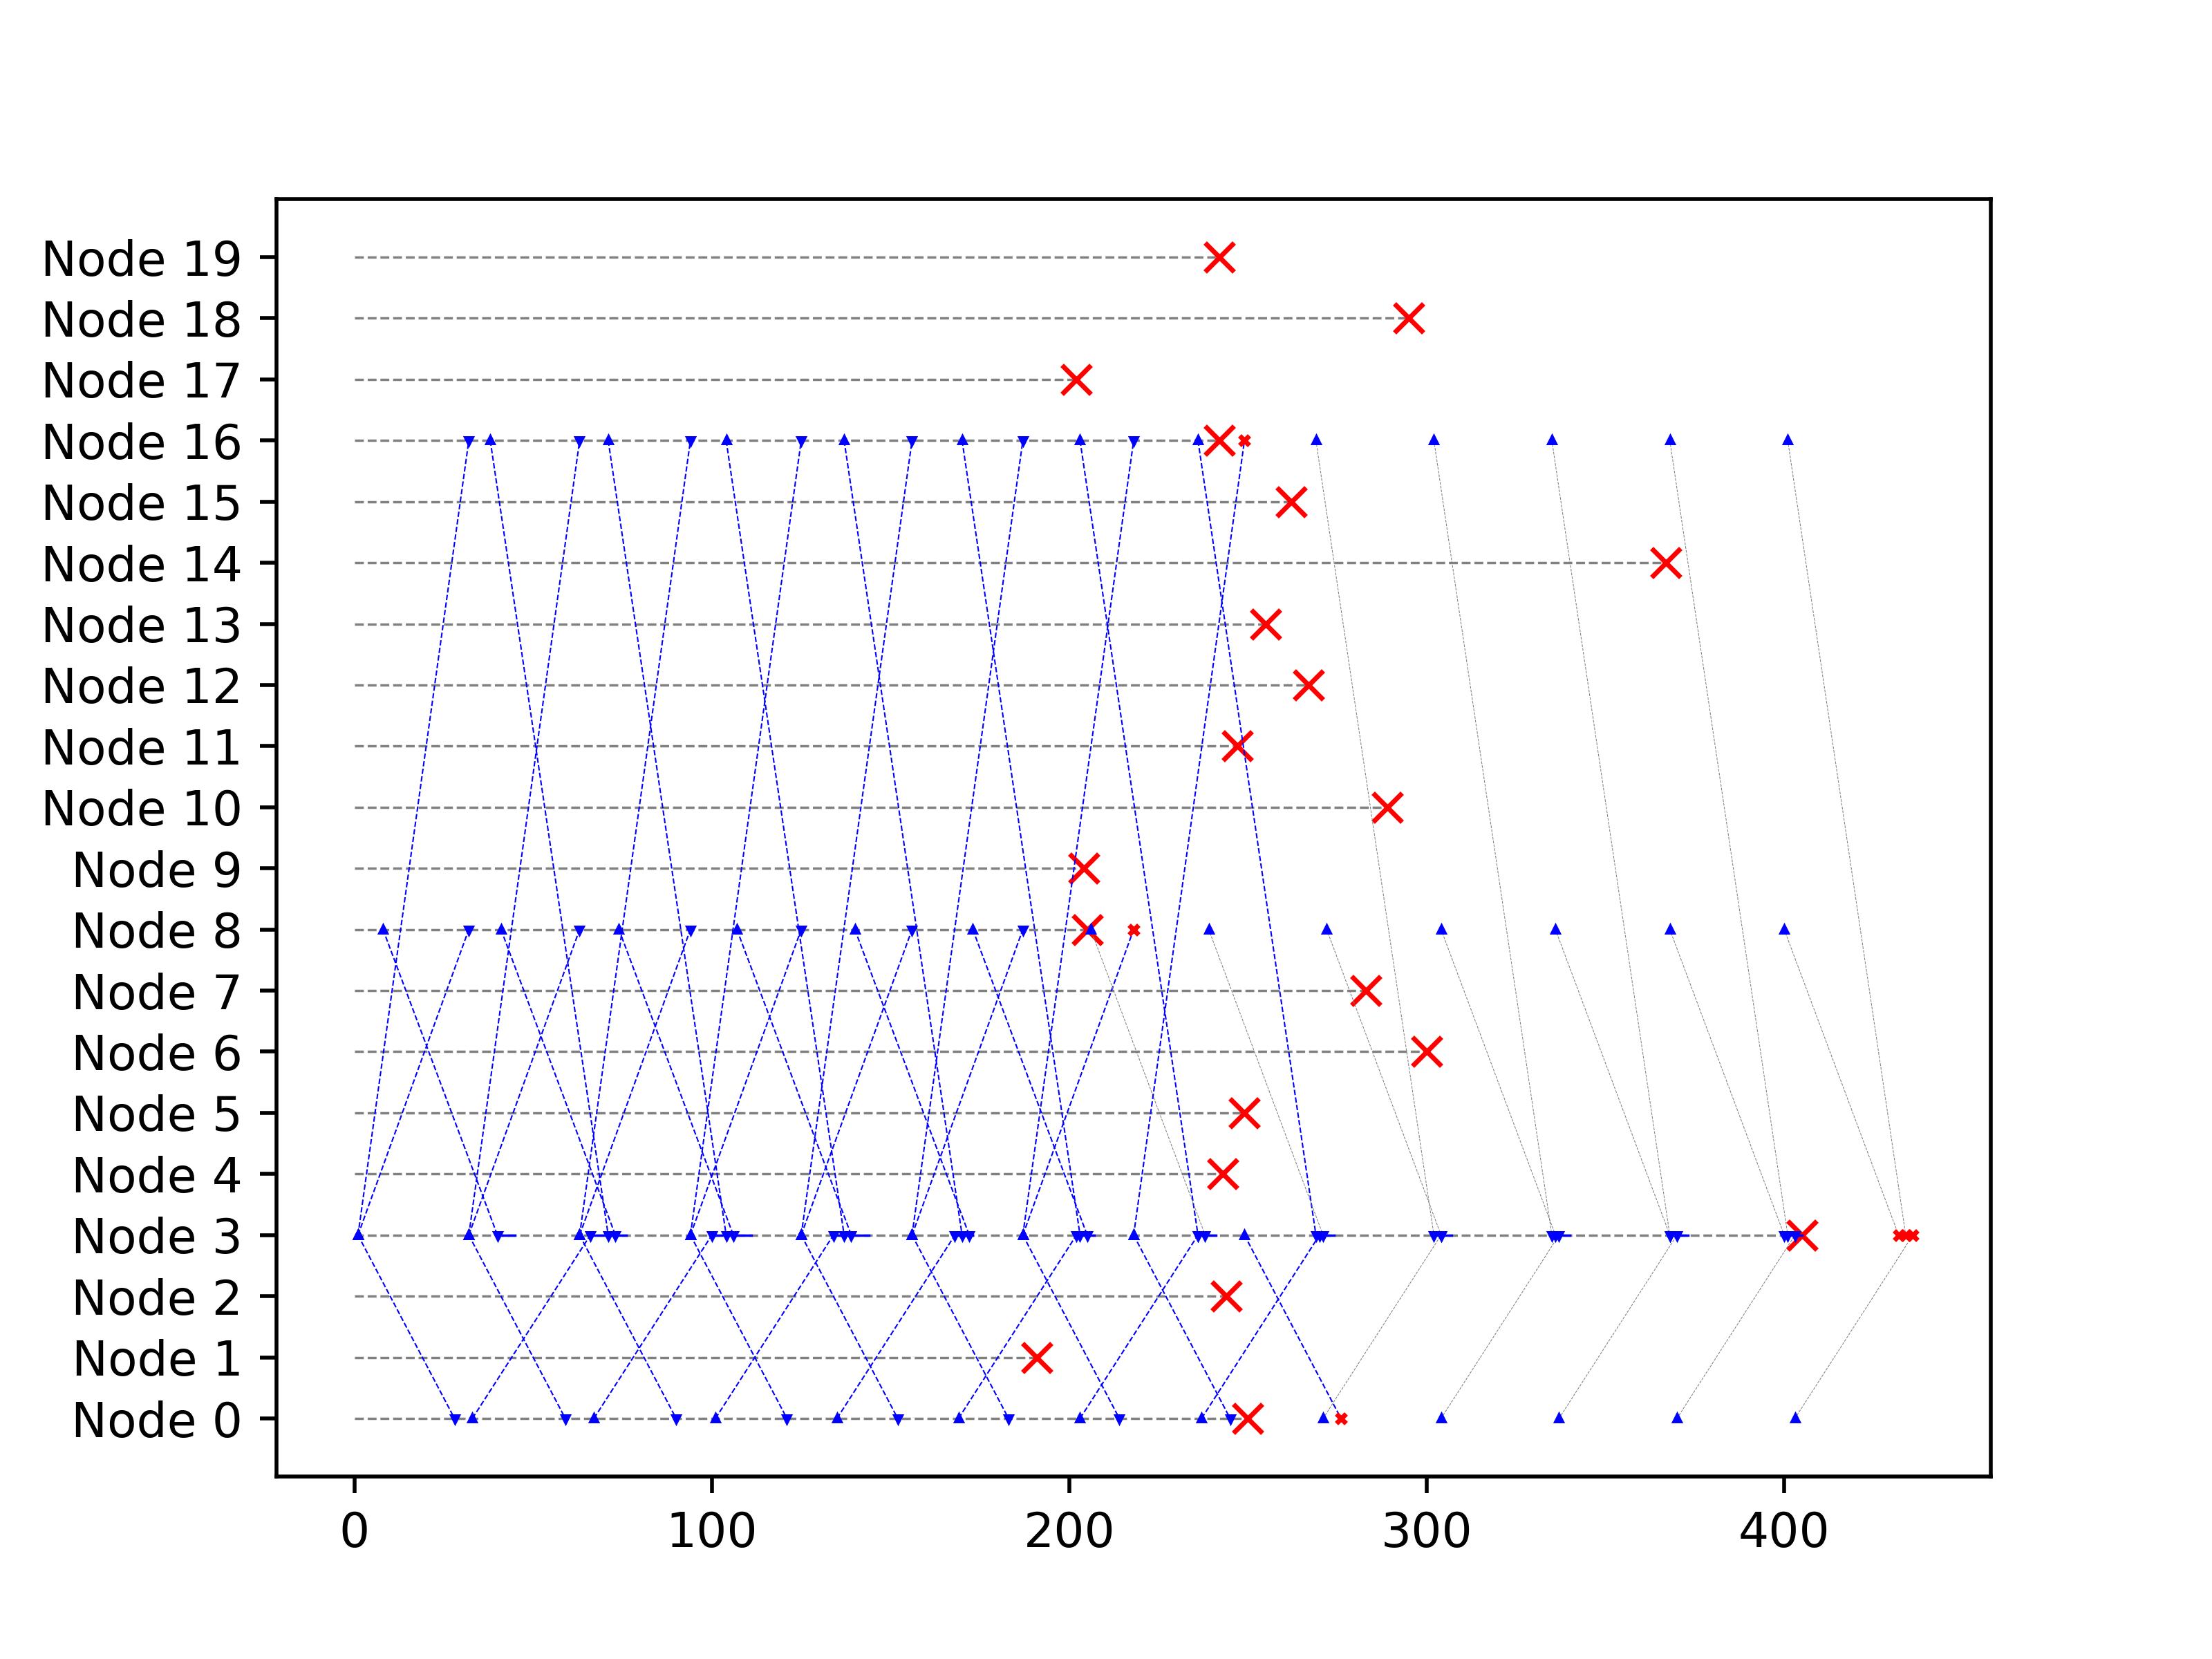 Node 19
Node 18
Node 17
Node 16
Node 15
Node 14
Node 13
Node 12
Node 11
Node 10
Node 9
Node 8
Node 7
Node 6
Node 5
Node 4
Node 3
Node 2
Node 1
Node 0
0 100 200 300 400